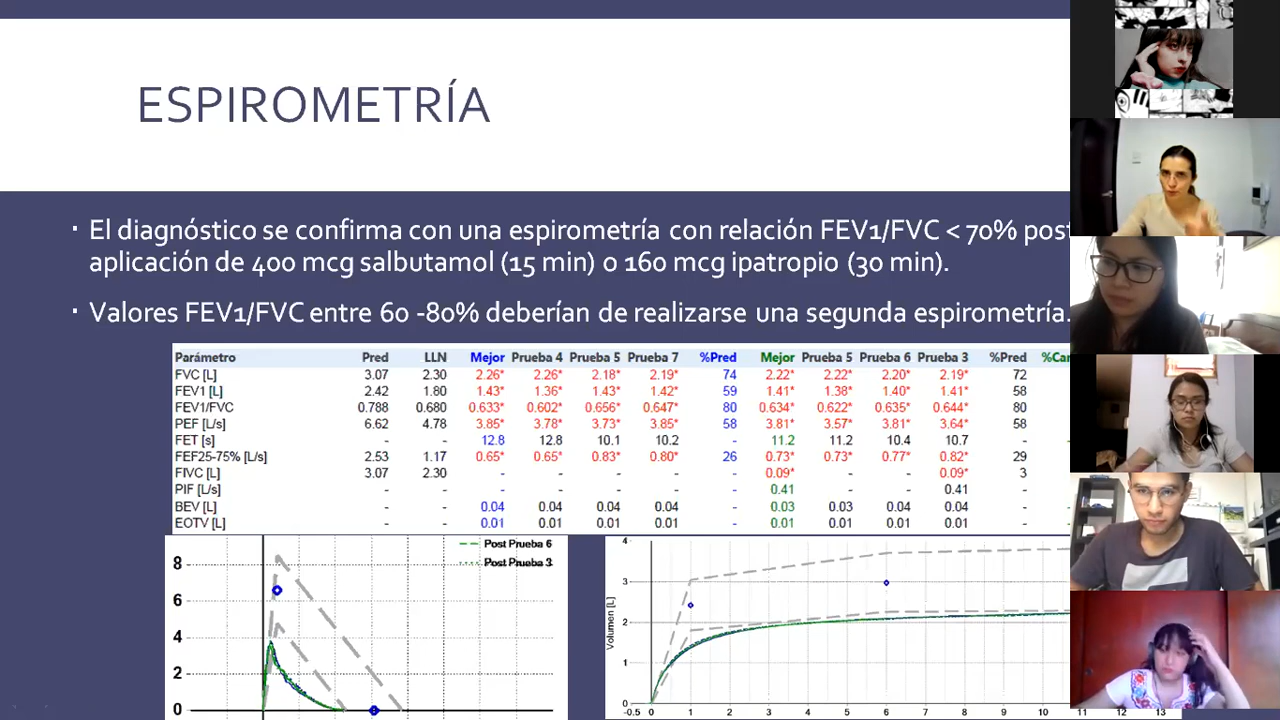 ESPIROMETRÍA
▪ El diagnóstico se confirma con una espirometría con relación FEV1/FVC < 70% post
aplicación de 400 mcg salbutamol (15 min) o 160 mcg ipatropio (30 min).
▪ Valores FEV1/FVC entre 60 -80% deberían de realizarse una segunda espirometría.
Parámetro Pred LLN Mejor Prueba 4 Prueba 5 Prueba 7 %Pred Mejor Prueba 5 Prueba 6 Prueba 3 %Pred
FVC [L] 3.07 2.30 2.26* 2.26* 2.18* 2.19* 74 2.22* 2.22* 2.20* 2.19* 72
FEV1 [L] 2.42 1.80 1.43* 1.36* 1.43* 1.42* 59 1.41* 1.38* 1.40* 1.41* 58
FEV1/FVC 0.788 0.680 0.633* 0.602* 0.656* 0.647* 80 0.634* 0.622* 0.635* 0.644* 80
PEF [L/s] 6.62 4.78 3.85* 3.78* 3.73* 3.85* 58 3.81* 3.57* 3.81* 3.64* 58
FET [s] - - 12.8 12.8 10.1 10.2 - 11.2 11.2 10.4 10.7 -
FEF25-75% [L/s] 2.53 1.17 0.65* 0.65* 0.83* 0.80* 26 0.73* 0.73* 0.77* 0.82* 29
FIVC [L] 3.07 2.30 - - - - - 0.09* - - 0.09* 3
PIF [L/s] - - - - - - - 0.41 - - 0.41 -
BEV [L] - - 0.04 0.04 0.04 0.04 - 0.03 0.03 0.04 0.04 -
EOTV [L] - - 0.01 0.01 0.01 0.01 - 0.01 0.01 0.01 0.01 -
Post Prueba 6
Post Prueba 3
8
6
4
2
0
Volumen [L]
4
3
2
1
0
-0.5 0 1 2 3 4 5 6 7 8 9 10 11 12 13